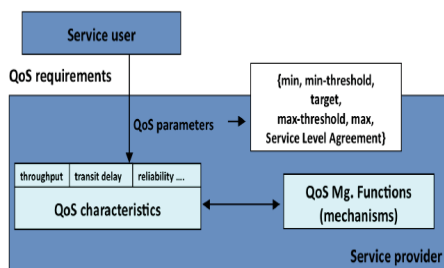 Service user
QoS requirements
{min, min-threshold,
target,
max-threshold, max,
Service Level Agreement}
QoS parameters
throughput transit delay reliability ....
QoS characteristics
QoS Mg. Functions
(mechanisms)
Service provider